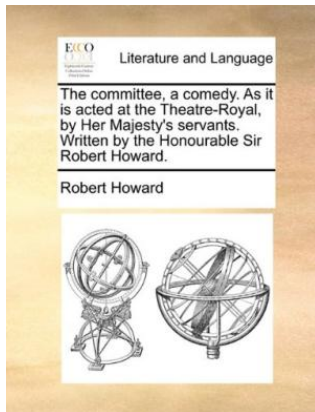 ECCO
Literature and Language
The committee, a comedy. As it
is acted at the Theatre-Royal,
by Her Majesty's servants.
Written by the Honourable Sir
Robert Howard.
Robert Howard